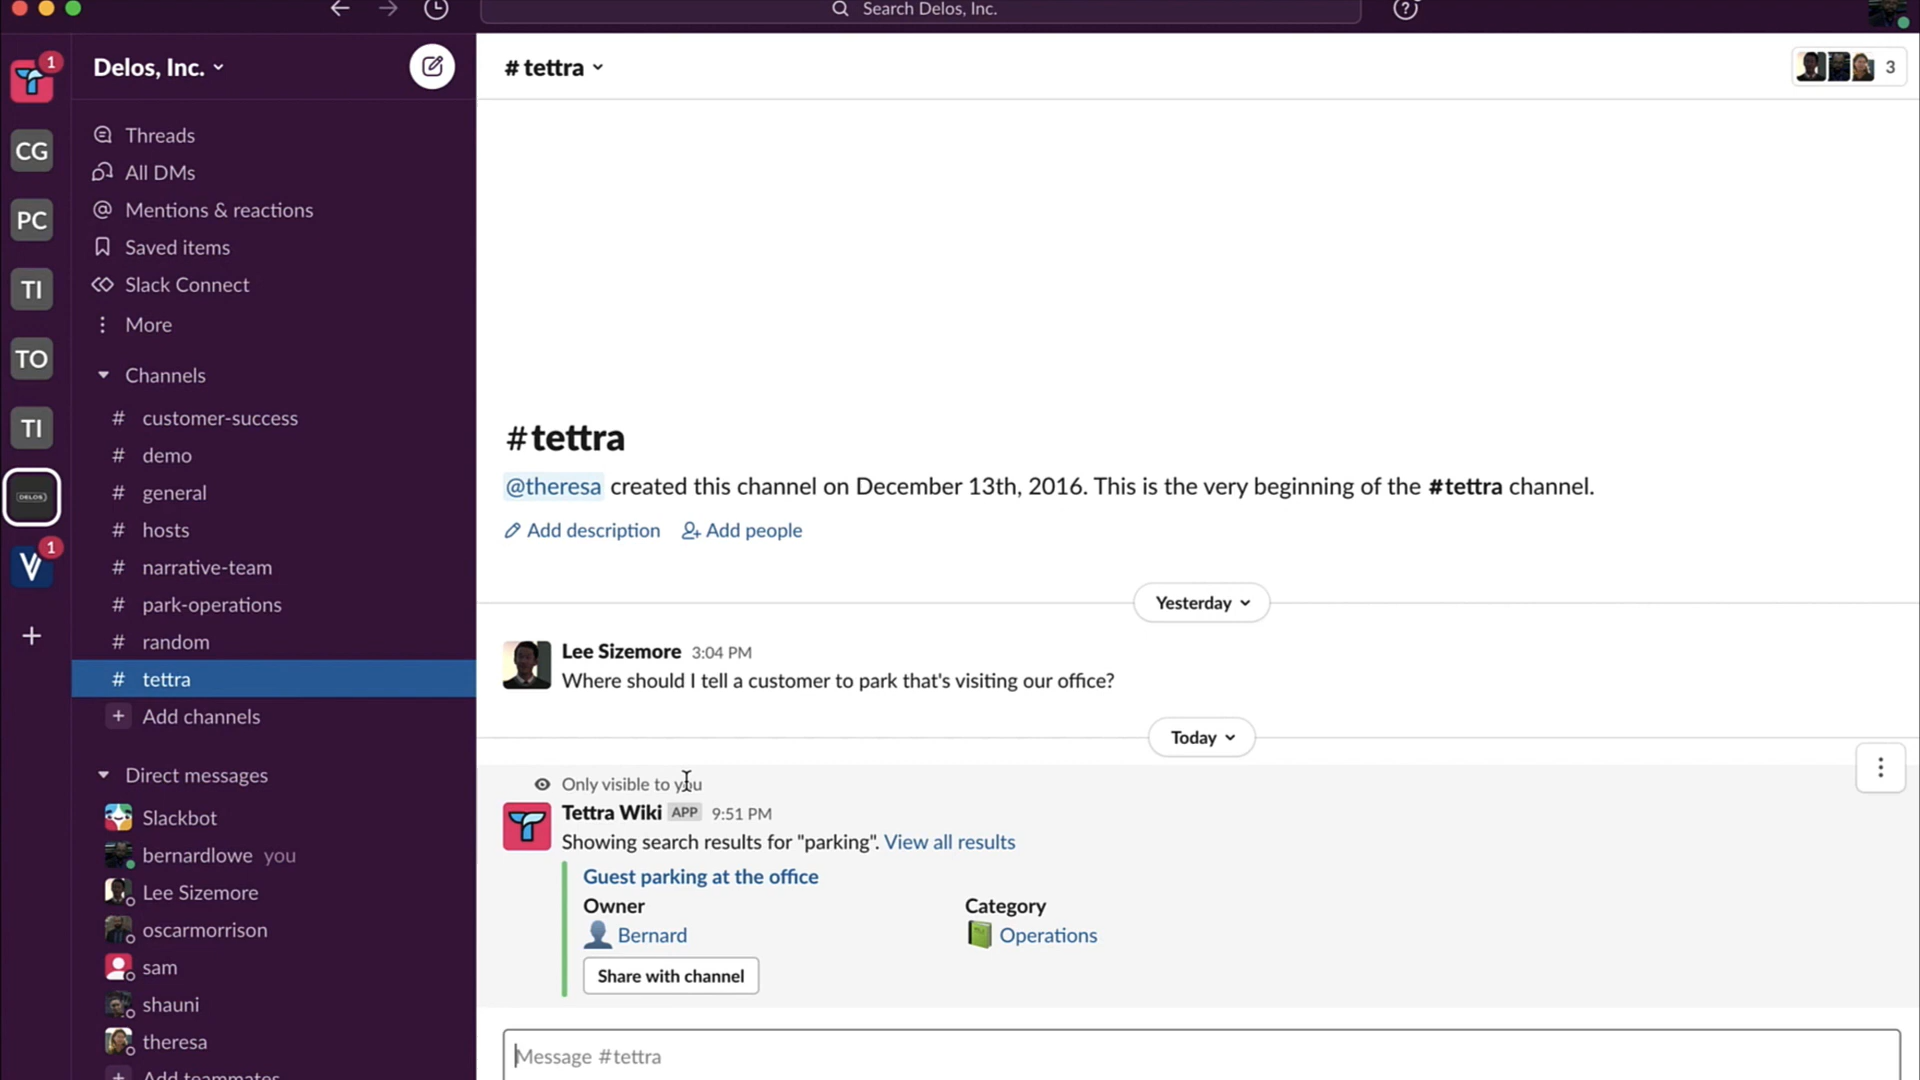 Search Delos, Inc.
1
Delos, Inc.
# tettra
3
CG
PC
TI
TO
TI
DELOS
1
Threads
All DMs
Mentions & reactions
Saved items
Slack Connect
More
Channels
# customer-success
# demo
# general
# hosts
# narrative-team
# park-operations
# random
# tettra
+ Add channels
Direct messages
Slackbot
bernardlowe you
Lee Sizemore
oscarmorrison
sam
shauni
theresa
+ Add teammates
#tettra
@theresa created this channel on December 13th, 2016. This is the very beginning of the #tettra channel.
Add description Add people
Yesterday
Lee Sizemore 3:04 PM
Where should I tell a customer to park that's visiting our office?
Today
Only visible to you
Tettra Wiki APP 9:51 PM
Showing search results for "parking". View all results
Guest parking at the office
Owner Category
Bernard Operations
Share with channel
Message #tettra